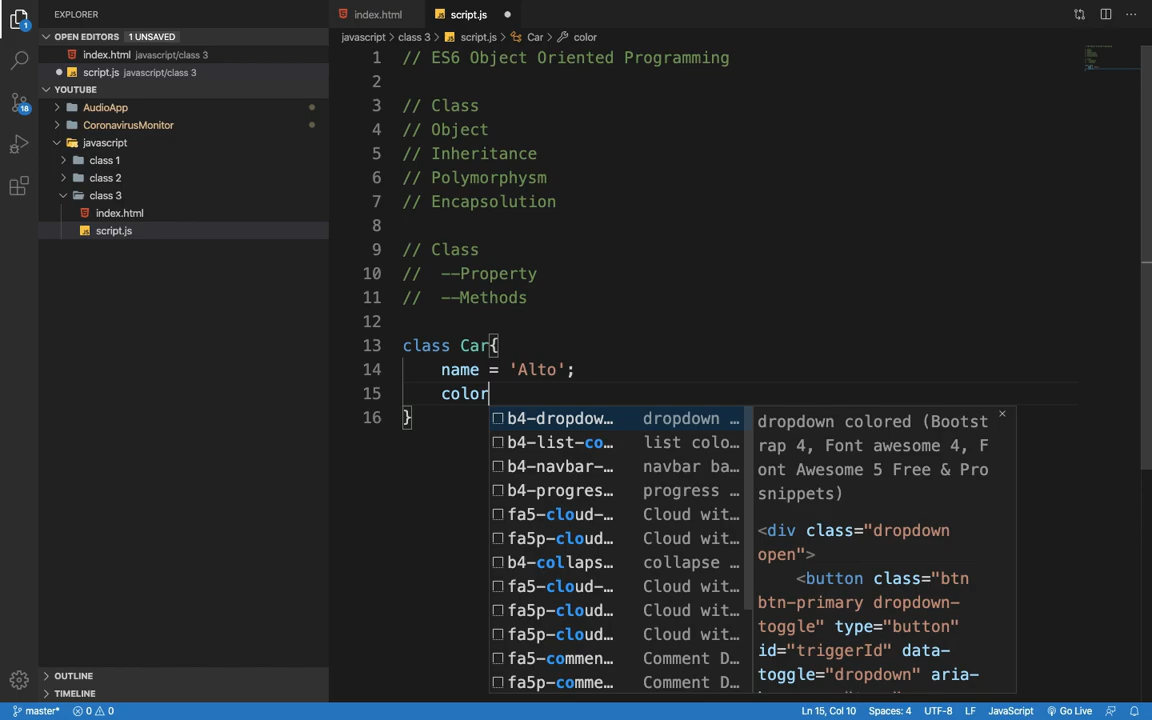 EXPLORER
OPEN EDITORS 1 UNSAVED
index.html javascript/class 3
script.js javascript/class 3
YOUTUBE
AudioApp
CoronavirusMonitor
javascript
class 1
class 2
class 3
index.html
script.js
OUTLINE
TIMELINE
1
18
index.html
script.js
javascript > class 3 > script.js > Car > color
1 // ES6 Object Oriented Programming
2
3 // Class
4 // Object
5 // Inheritance
6 // Polymorphysm
7 // Encapsolution
8
9 // Class
10 // --Property
11 // --Methods
12
13 class Car{
14 name = 'Alto';
15 color
16 }
b4-dropdow… dropdown …
b4-list-co… list colo…
b4-navbar-… navbar ba…
b4-progres… progress …
fa5-cloud-… Cloud wit…
fa5p-cloud… Cloud wit…
b4-collaps… collapse …
fa5-cloud-… Cloud wit…
fa5p-cloud… Cloud wit…
fa5p-cloud… Cloud wit…
fa5-commen… Comment D…
fa5p-comme… Comment D…
dropdown colored (Bootst
rap 4, Font awesome 4, F
ont Awesome 5 Free & Pro
snippets)
<div class="dropdown
open">
<button class="btn
btn-primary dropdown-
toggle" type="button"
id="triggerId" data-
toggle="dropdown" aria-
master* 0 0 Ln 15, Col 10 Spaces: 4 UTF-8 LF JavaScript Go Live